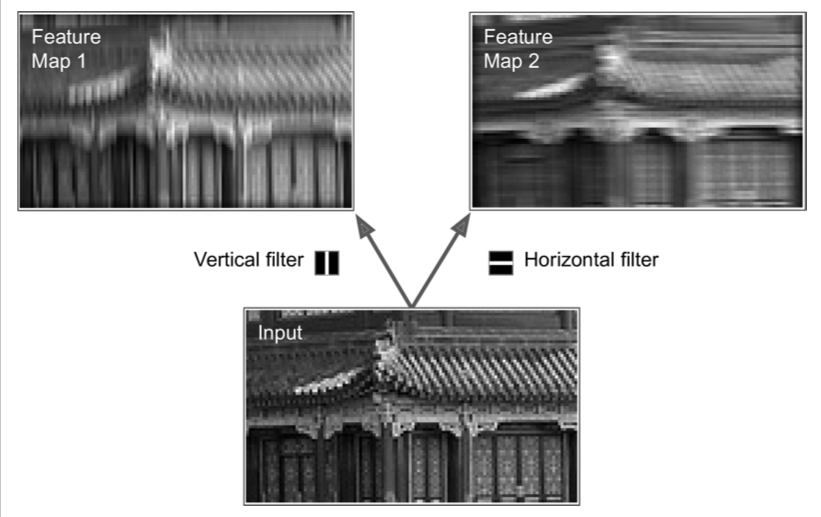 Feature
Map 1
Feature
Map 2
Vertical filter
Horizontal filter
Input